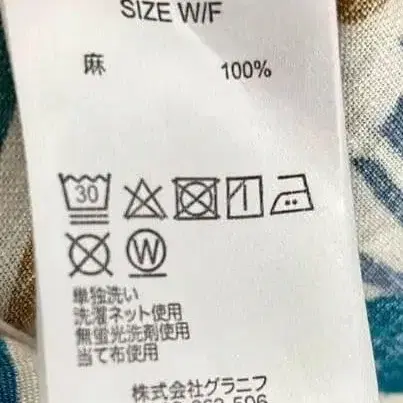 SIZE W/F
麻 100%
30
W
単独洗い
洗濯ネット使用
無蛍光洗剤使用
当て布使用
株式会社グラニフ